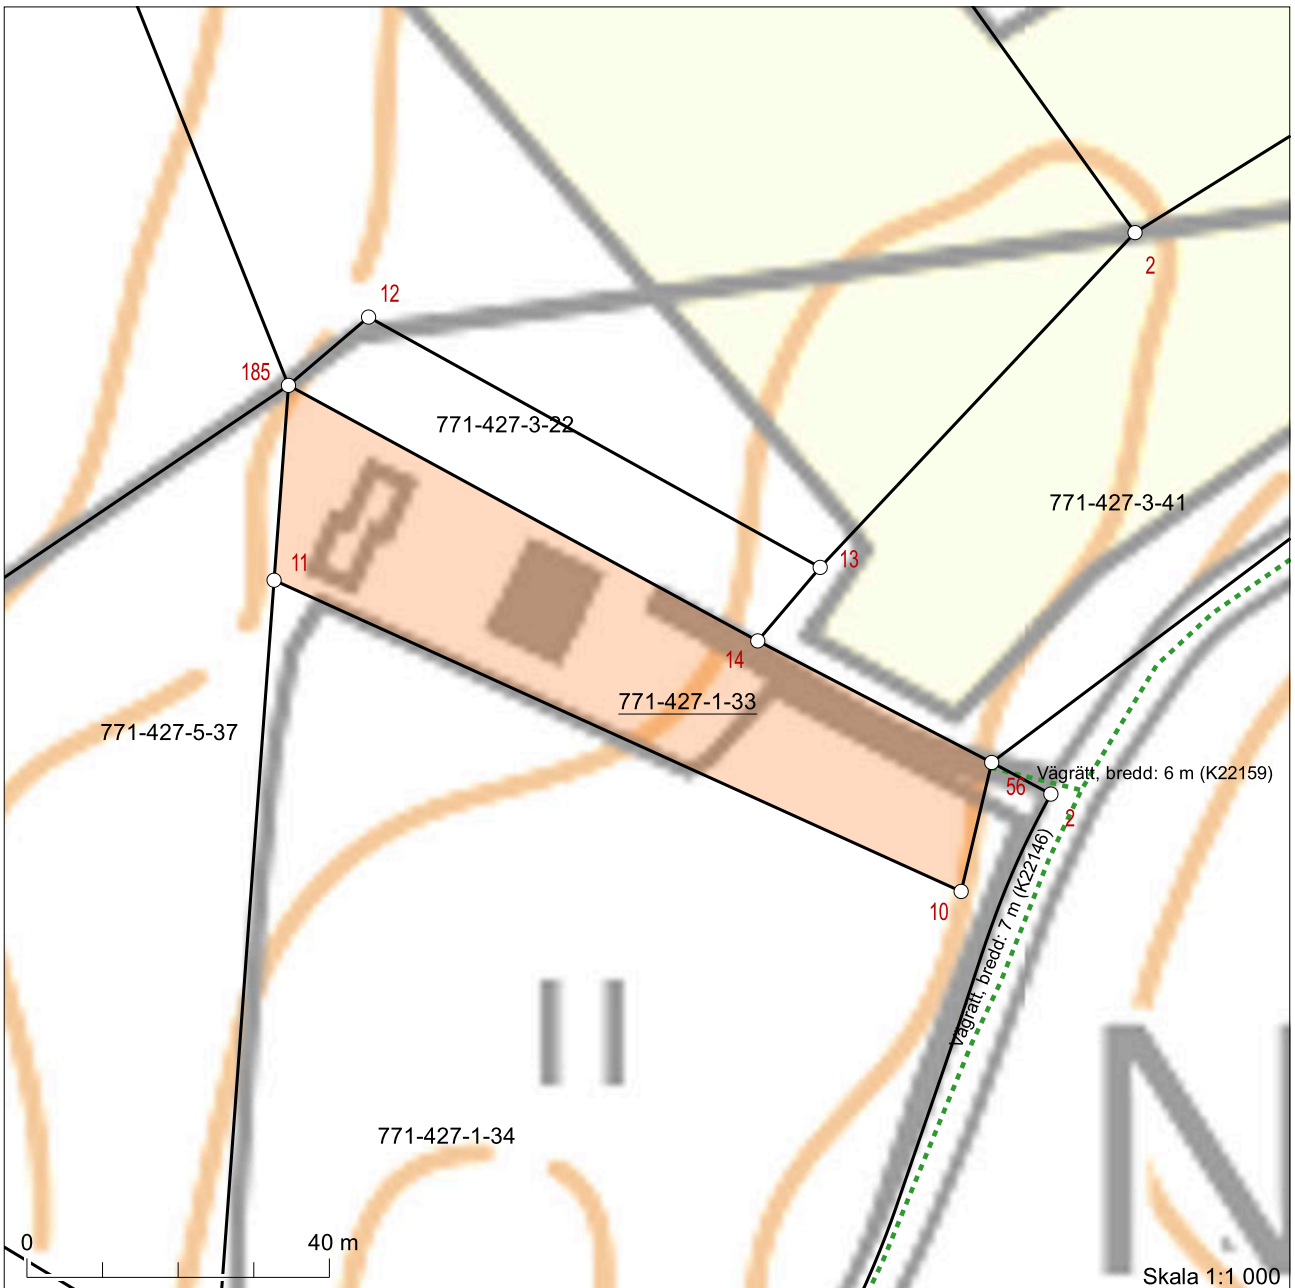 2
12
185
771-427-3-22
771-427-3-41
13
11
14
771-427-1-33
771-427-5-37
Vägrätt, bredd: 6 m (K22159)
56
2
Vägrätt, bredd: 7 m (K22146)
10
771-427-1-34
N
0 40 m
Skala 1:1 000